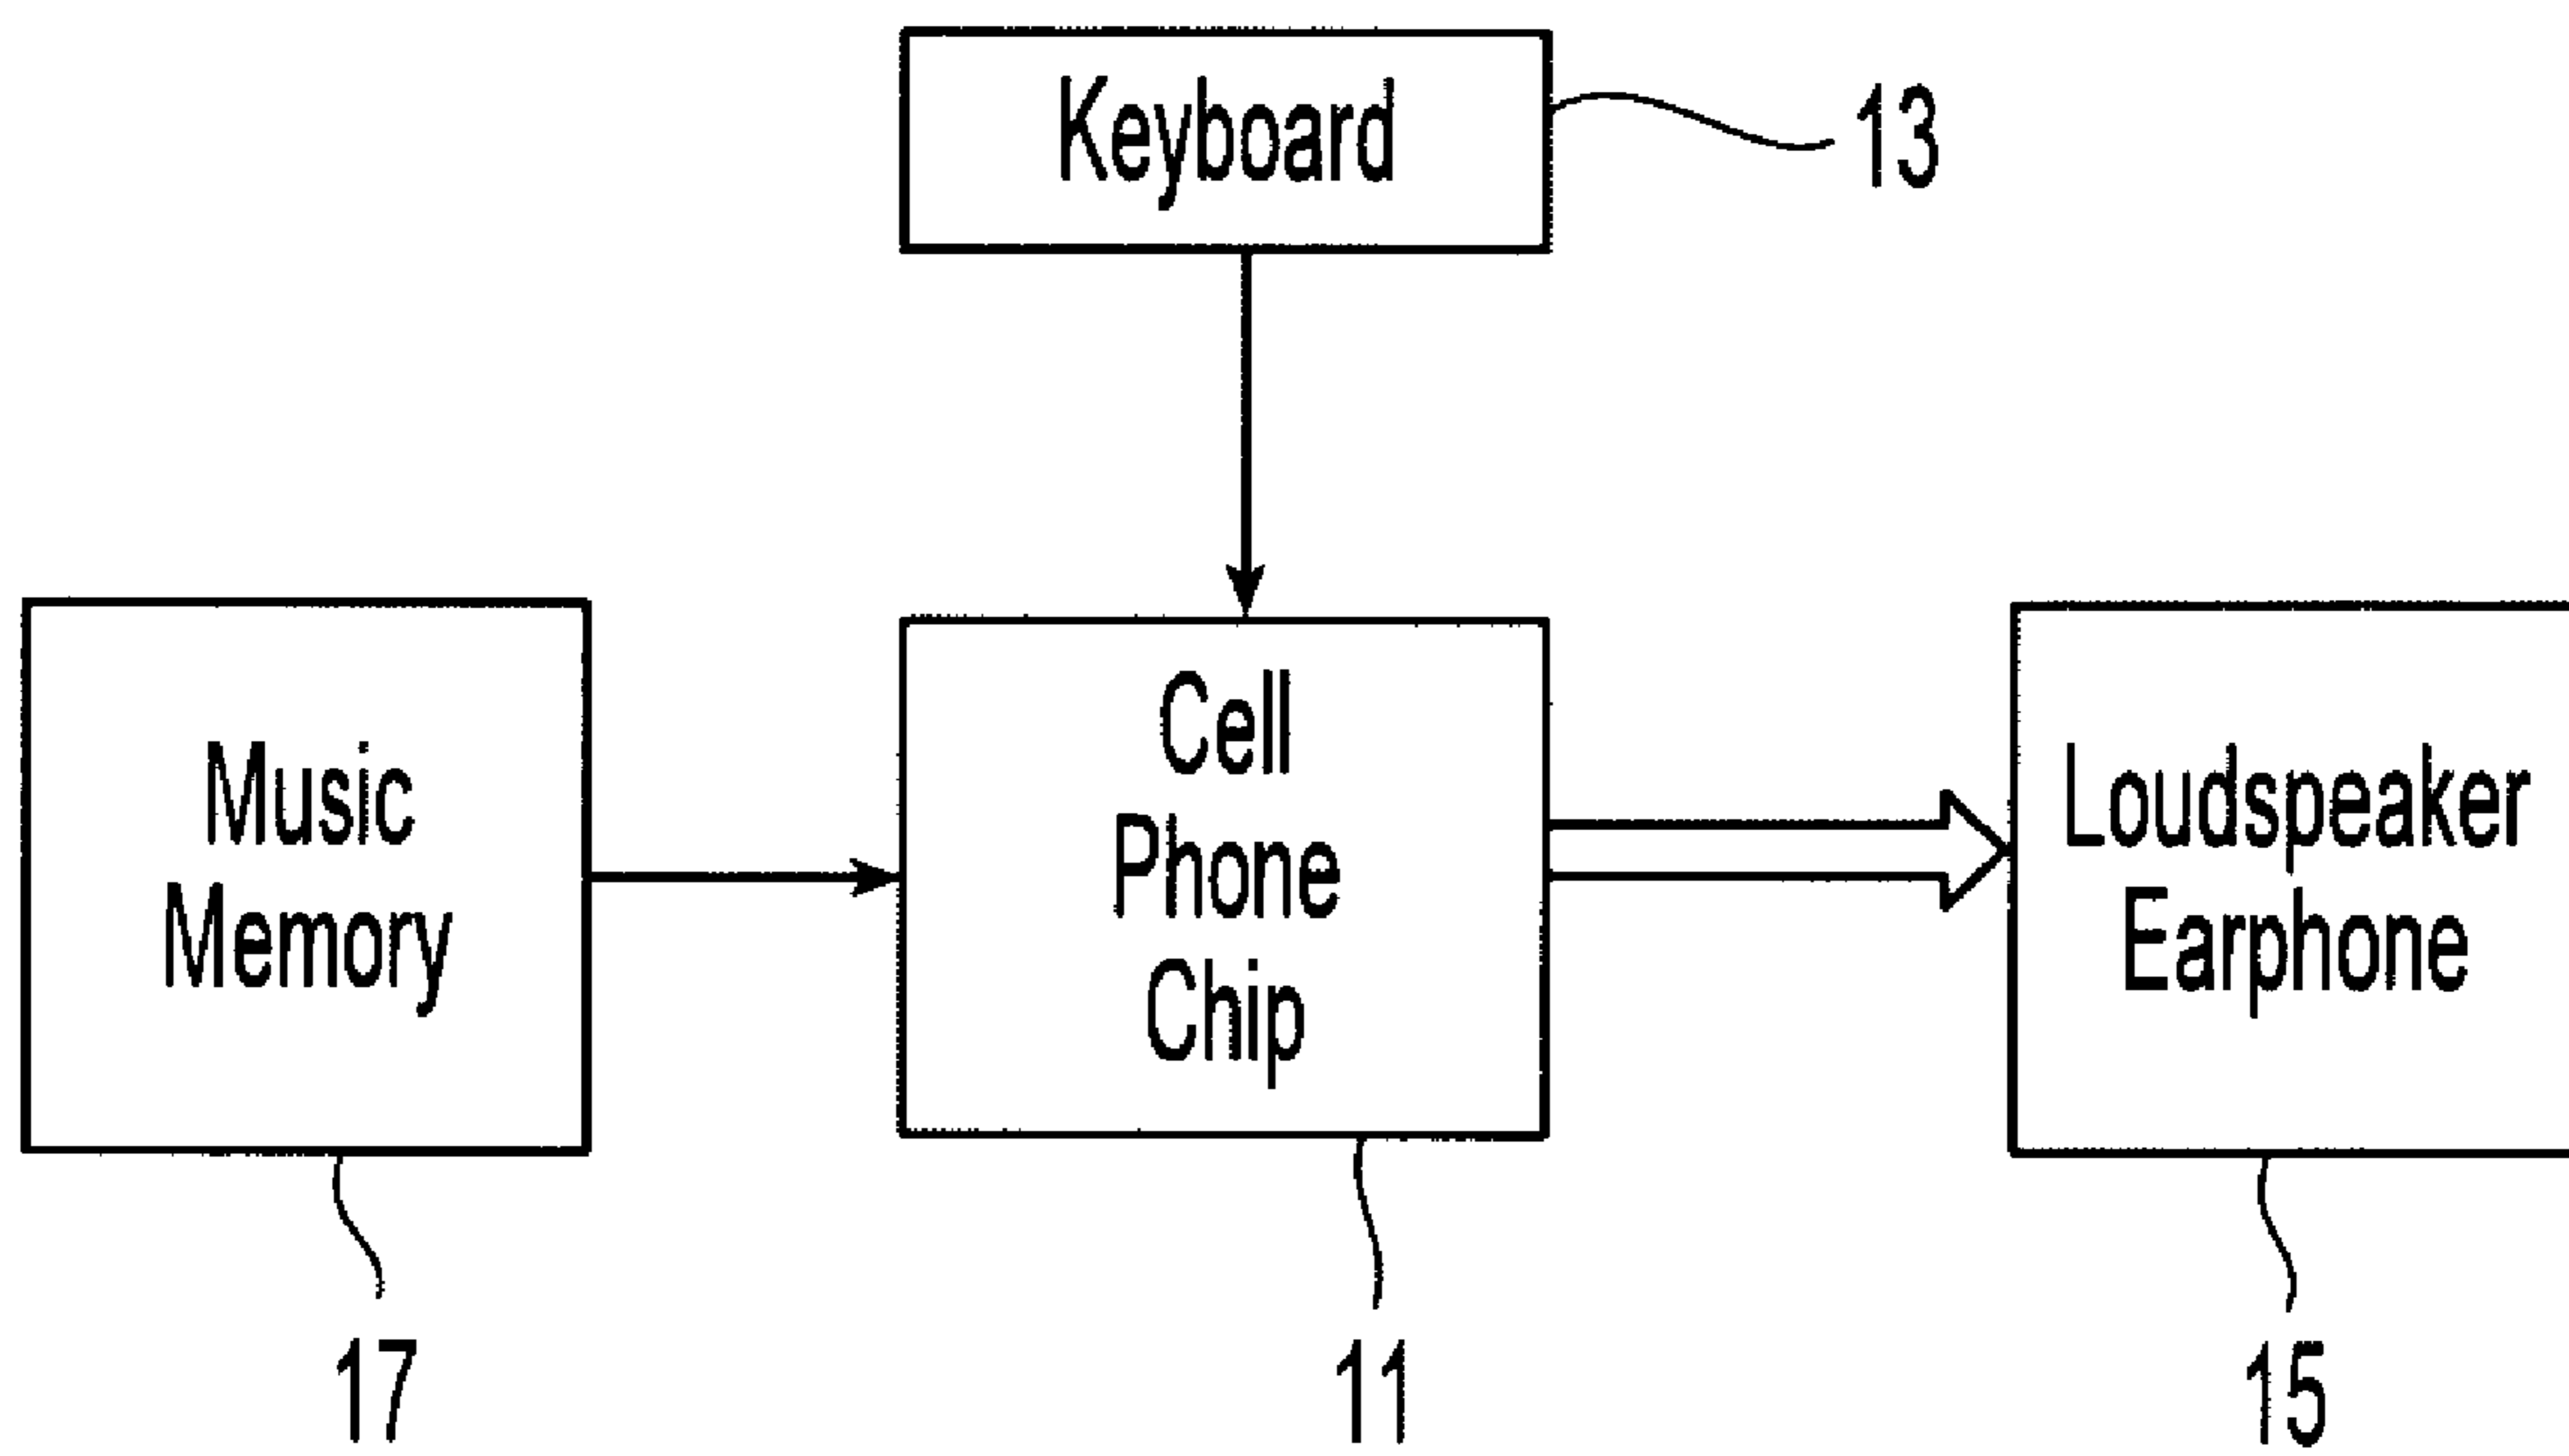 Keyboard
13
Music
Memory
Cell
Phone
Chip
Loudspeaker
Earphone
17
11
15